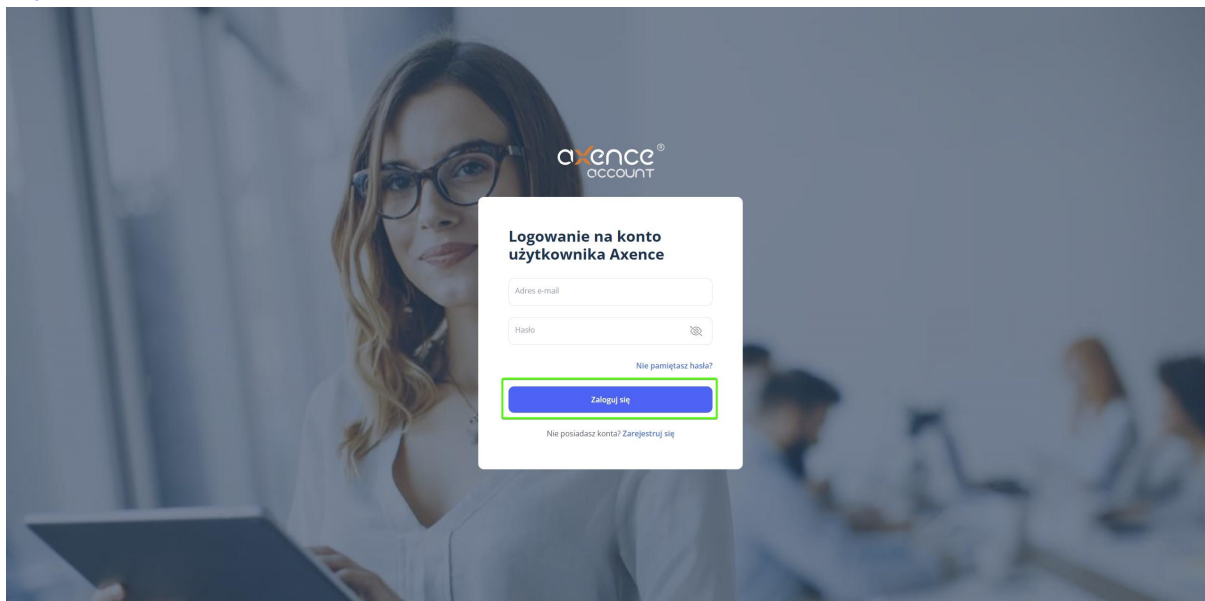 axence®
account
Logowanie na konto
użytkownika Axence
Adres e-mail
Hasło
Nie pamiętasz hasła?
Zaloguj się
Nie posiadasz konta? Zarejestruj się